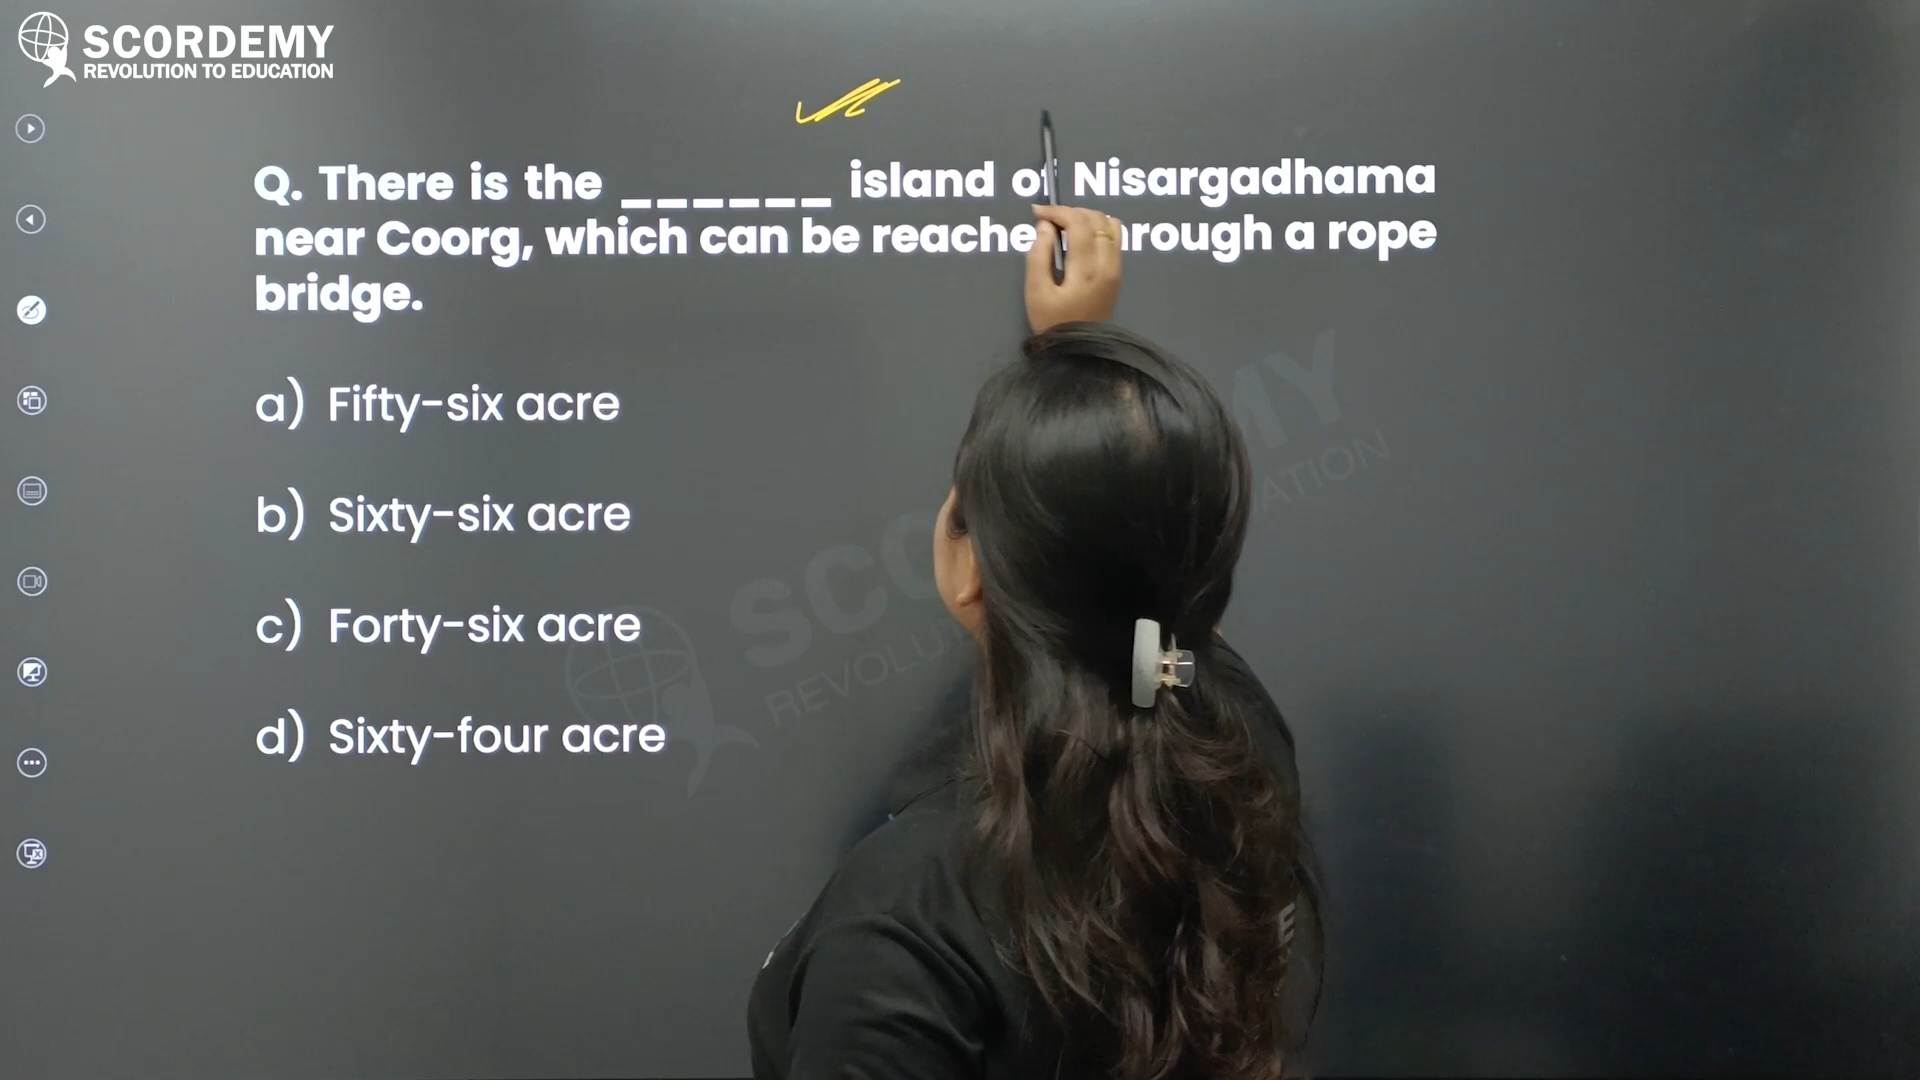 SCORDEMY
REVOLUTION TO EDUCATION
Q. There is the ______ island of Nisargadhama
near Coorg, which can be reache hrough a rope
bridge.
a) Fifty-six acre
b) Sixty-six acre
c) Forty-six acre
d) Sixty-four acre